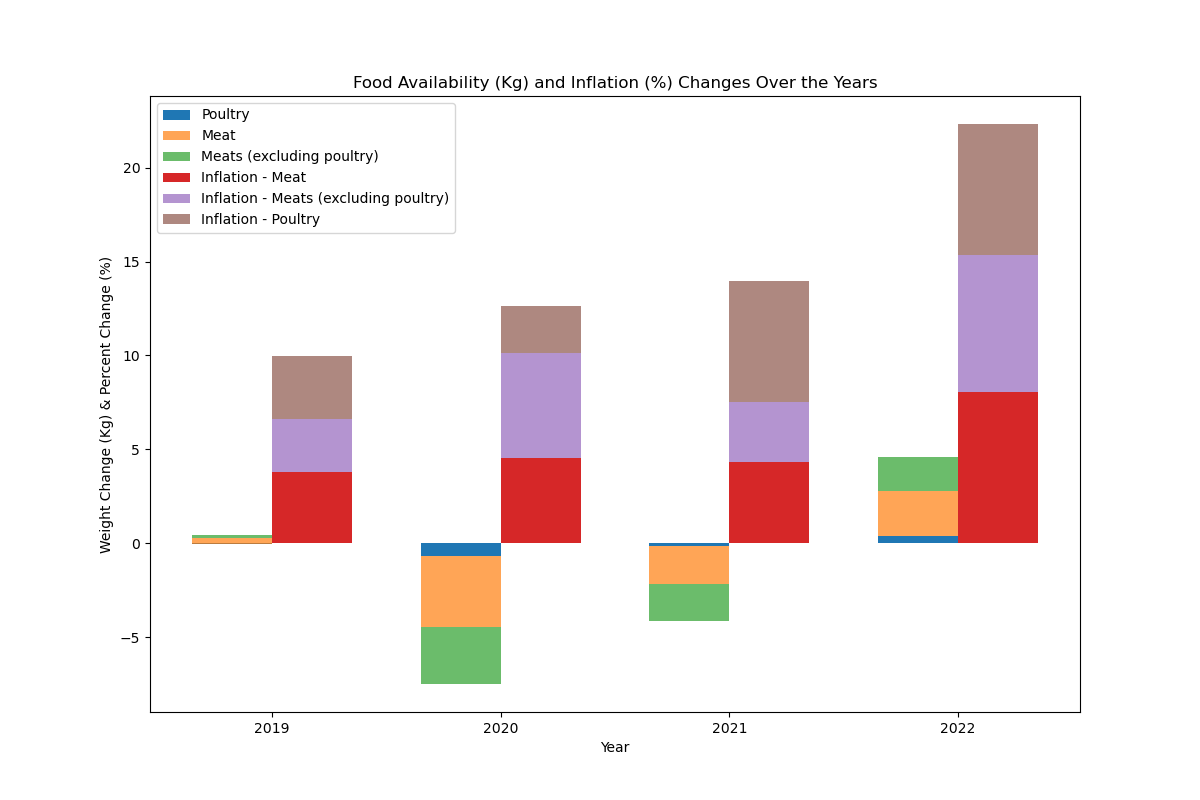 Food Availability (Kg) and Inflation (%) Changes Over the Years
Poultry
Meat
Meats (excluding poultry)
Inflation - Meat
Inflation - Meats (excluding poultry)
Inflation - Poultry
Weight Change (Kg) & Percent Change (%)
20
15
10
5
0
−5
2019 2020 2021 2022
Year